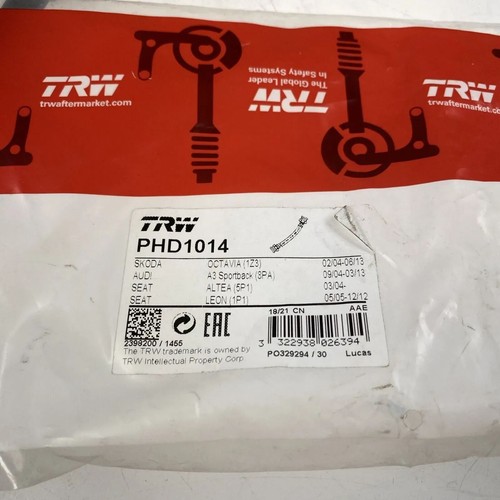 TRW
trwaftermarket.com
The Global Leader
In Safety Systems
TRW
TRW
trwaftermarket.com
TRW
PHD1014
SKODA OCTAVIA (1Z3) 02/04-06/13
AUDI A3 Sportback (8PA) 09/04-03/13
SEAT ALTEA (5P1) 03/04-
SEAT LEON (1P1) 05/05-12/12
18/21 CN AAE
EAC
2398200 / 1455
3 322938 026394
The TRW trademark is owned by
TRW Intellectual Property Corp.
PO329294 / 30 Lucas